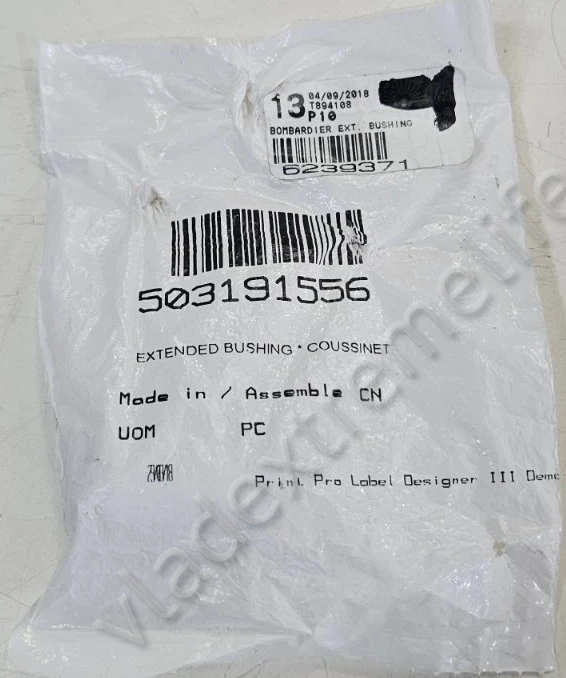 13 04/09/2018
T894108
P10
BOMBARDIER EXT. BUSHING
6239371
503191556
EXTENDED BUSHING • COUSSINET
Made in / Assemble CN
UOM PC
Print Pro Label Designer III Demo
vladextremelife